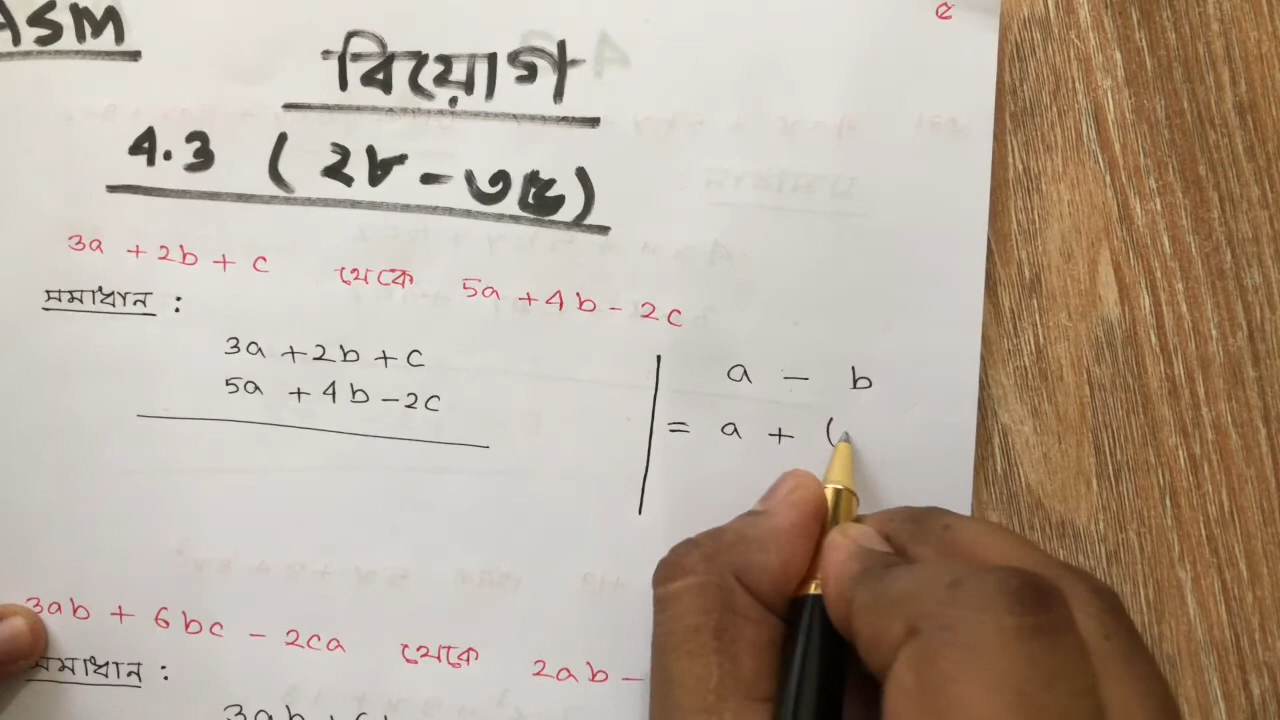 ASM
বিয়োগ
4.3 (২৮-৩৫)
3a + 2b + c থেকে 5a + 4b - 2c
সমাধান :
3a + 2b + c
5a + 4b - 2c
a - b
= a + (
3ab + 6bc - 2ca থেকে 2ab -
সমাধান :